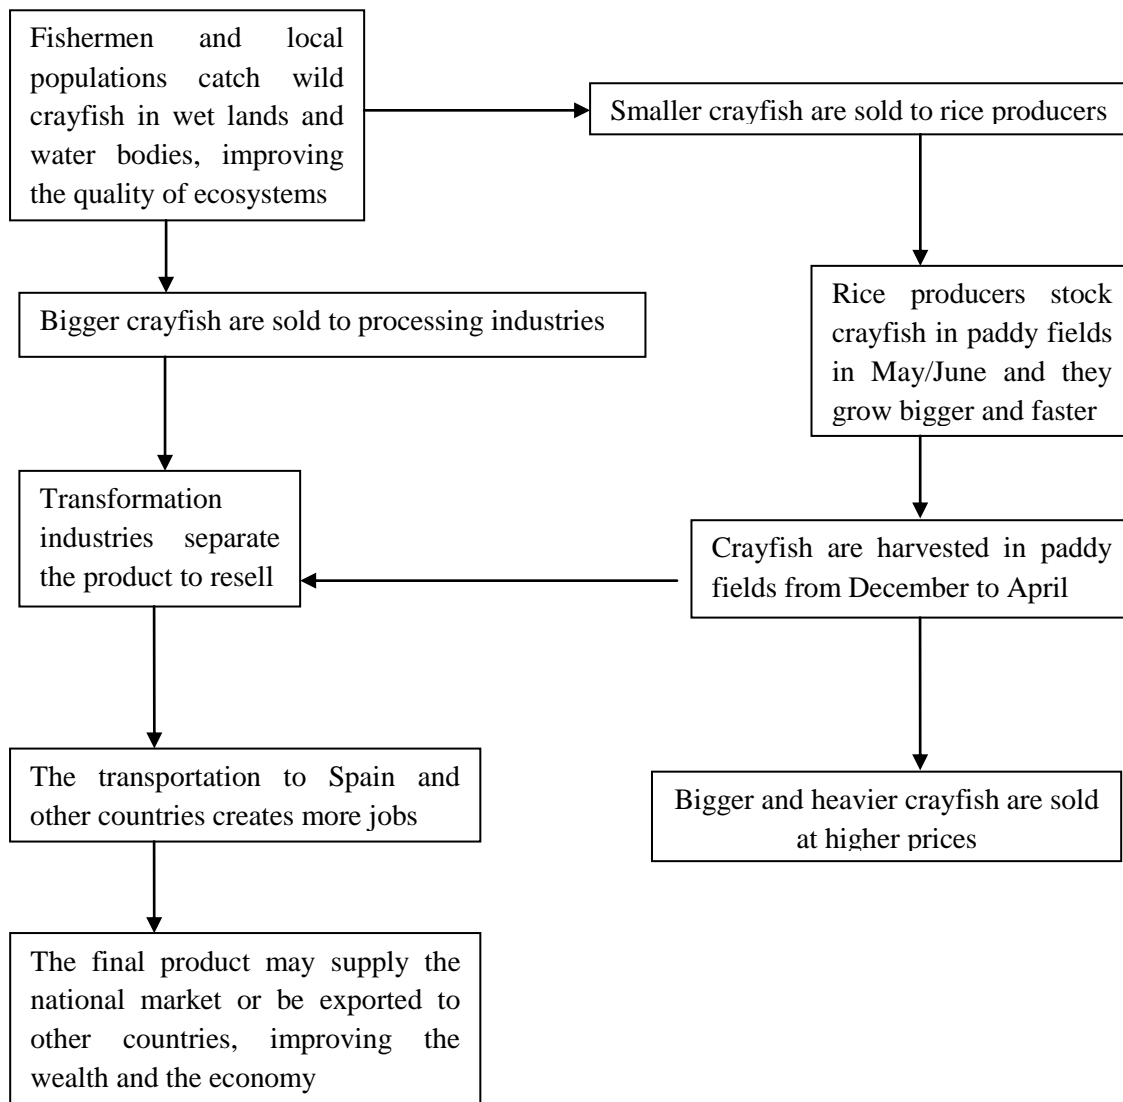 Fishermen and local
populations catch wild
crayfish in wet lands and
water bodies, improving
the quality of ecosystems
Smaller crayfish are sold to rice producers
Bigger crayfish are sold to processing industries
Rice producers stock
crayfish in paddy fields
in May/June and they
grow bigger and faster
Transformation
industries separate
the product to resell
Crayfish are harvested in paddy
fields from December to April
The transportation to Spain and
other countries creates more jobs
Bigger and heavier crayfish are sold
at higher prices
The final product may supply the
national market or be exported to
other countries, improving the
wealth and the economy